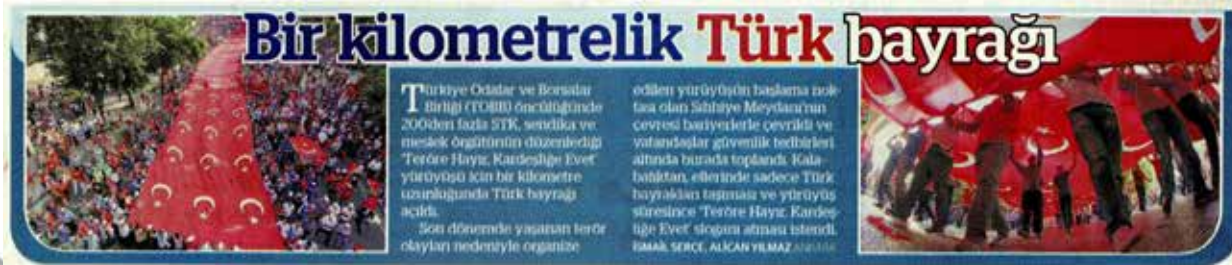 Bir kilometrelik Türk bayrağı
Türkiye Odalar ve Borsalar
Birliği (TOBB) öncülüğünde
200'den fazla STK, sendika ve
meslek örgütünün düzenlediği
'Teröre Hayır, Kardeşliğe Evet'
yürüyüşü için bir kilometre
uzunluğunda Türk bayrağı
açıldı.
Son dönemde yaşanan terör
olayları nedeniyle organize
edilen yürüyüşün başlama nok-
tası olan Sıhhiye Meydanı'nın
çevresi bariyerlerle çevrildi ve
vatandaşlar güvenlik tedbirleri
altında burada toplandı. Kala-
balıktan, ellerinde sadece Türk
bayrakları taşıması ve yürüyüş
süresince 'Teröre Hayır, Kardeş-
liğe Evet' sloganı atması istendi.
İSMAİL SERÇE, ALİCAN YILMAZ ANKARA